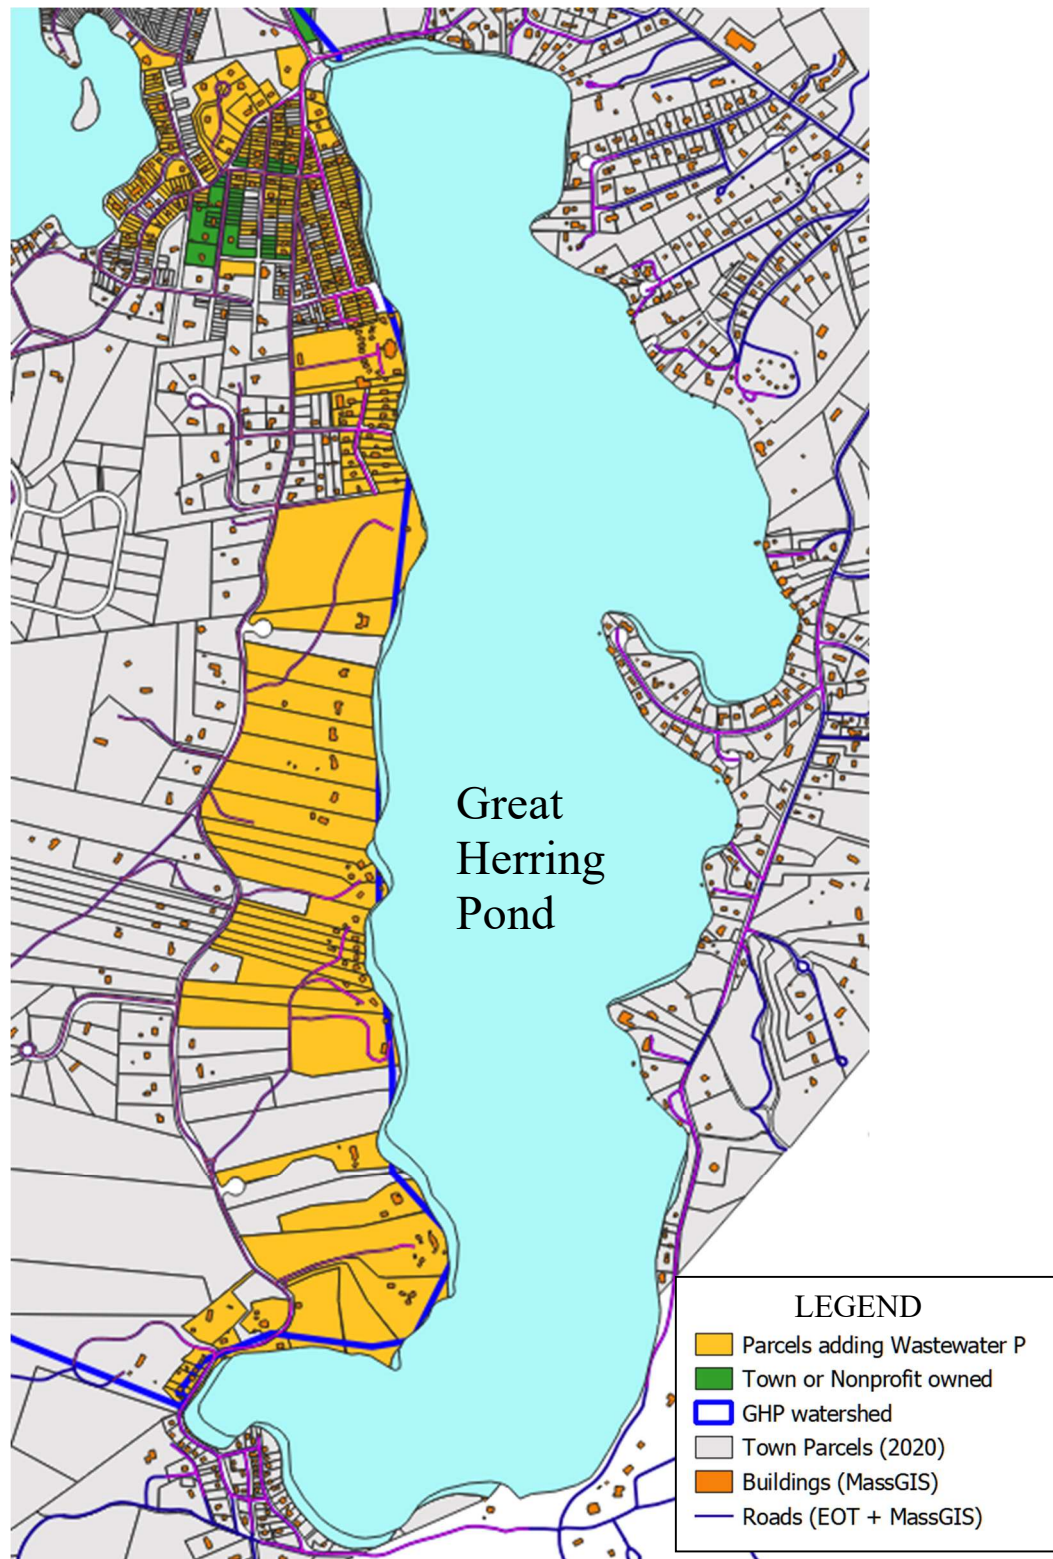 Great
Herring
Pond
LEGEND
Parcels adding Wastewater P
Town or Nonprofit owned
GHP watershed
Town Parcels (2020)
Buildings (MassGIS)
Roads (EOT + MassGIS)